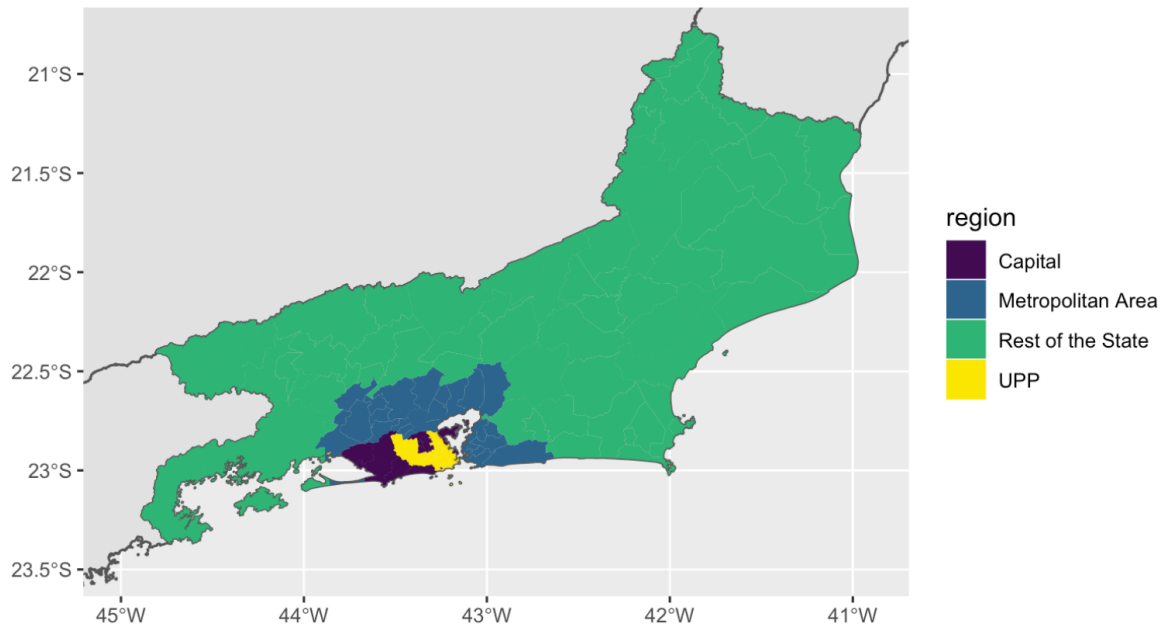 21°S
21.5°S
22°S
22.5°S
23°S
23.5°S
45°W
44°W
43°W
42°W
41°W
region
Capital
Metropolitan Area
Rest of the State
UPP